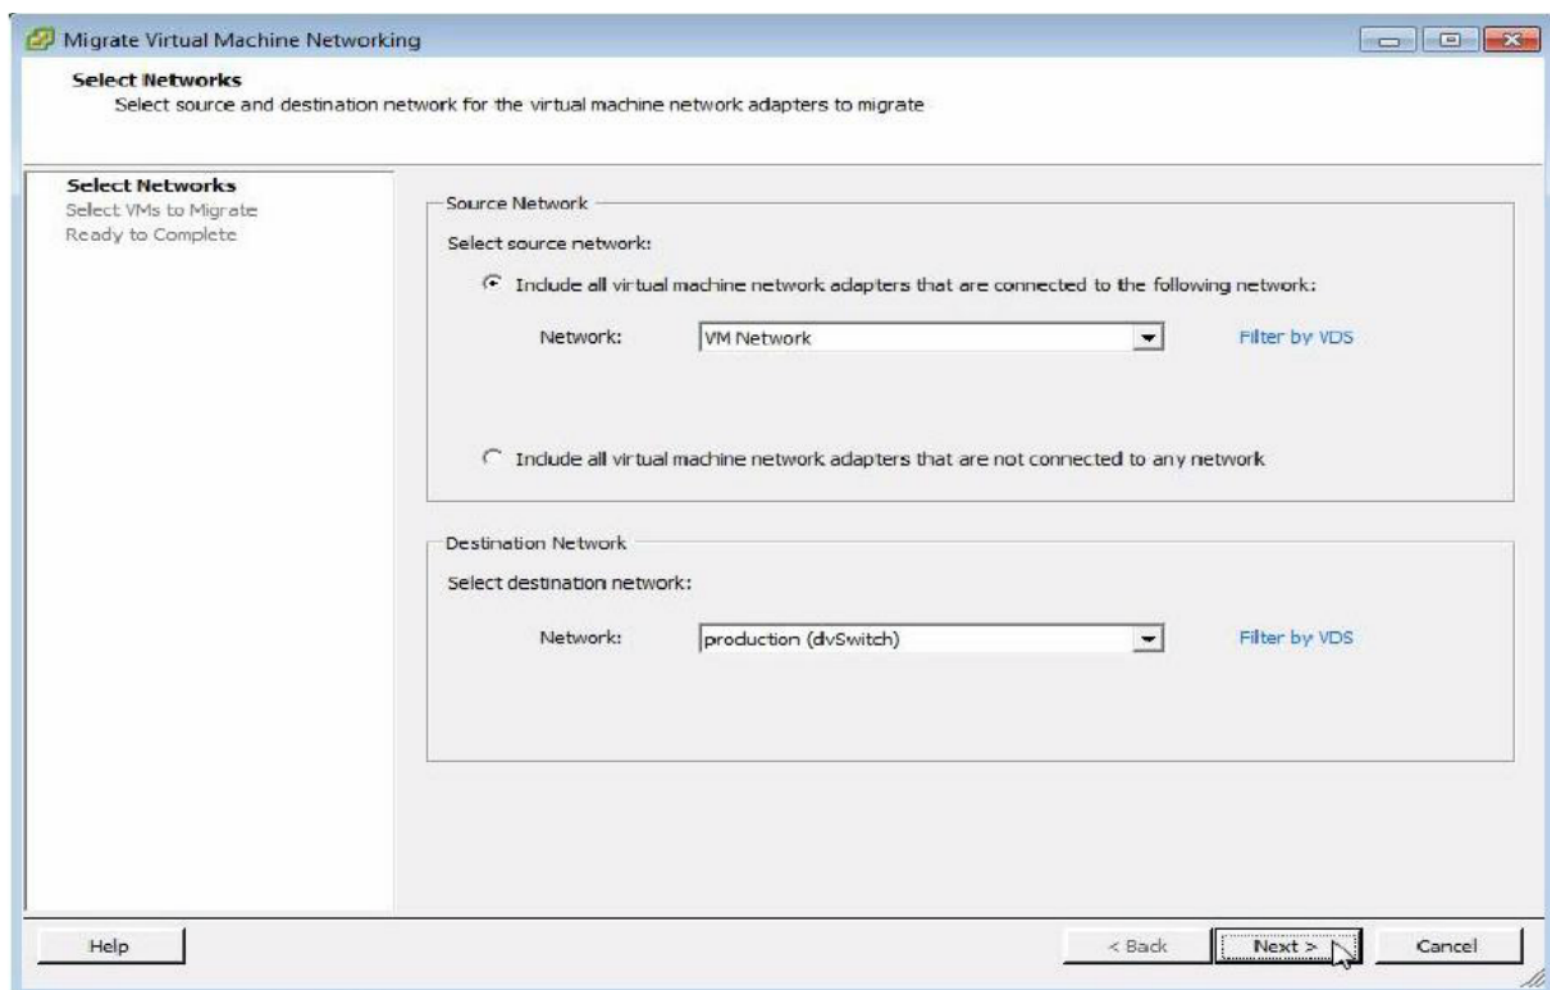 Migrate Virtual Machine Networking
Select Networks
Select source and destination network for the virtual machine network adapters to migrate
Select Networks
Select VMs to Migrate
Ready to Complete
Source Network
Select source network:
Include all virtual machine network adapters that are connected to the following network:
Network: VM Network Filter by VDS
Include all virtual machine network adapters that are not connected to any network
Destination Network
Select destination network:
Network: production (dvSwitch) Filter by VDS
Help < Back Next > Cancel